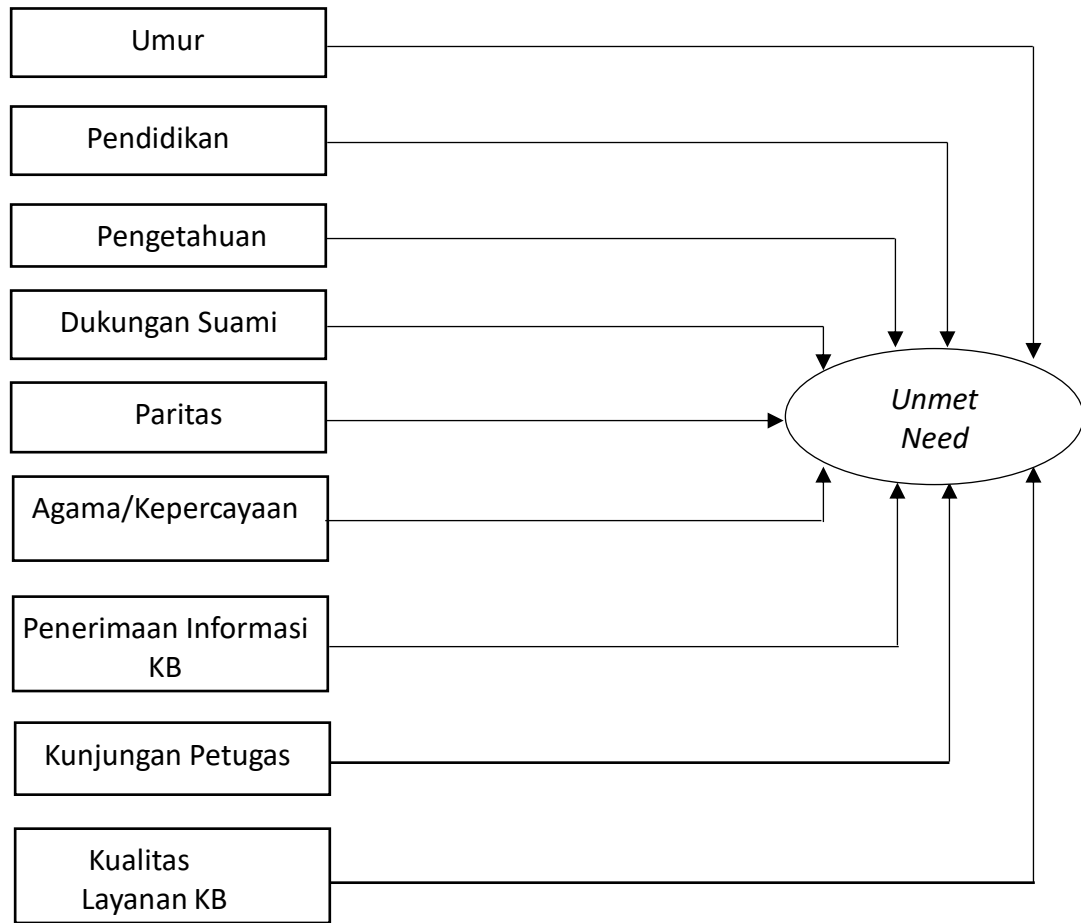 Umur
Pendidikan
Pengetahuan
Dukungan Suami
Paritas
Agama/Kepercayaan
Penerimaan Informasi
KB
Kunjungan Petugas
Kualitas
Layanan KB
Unmet
Need